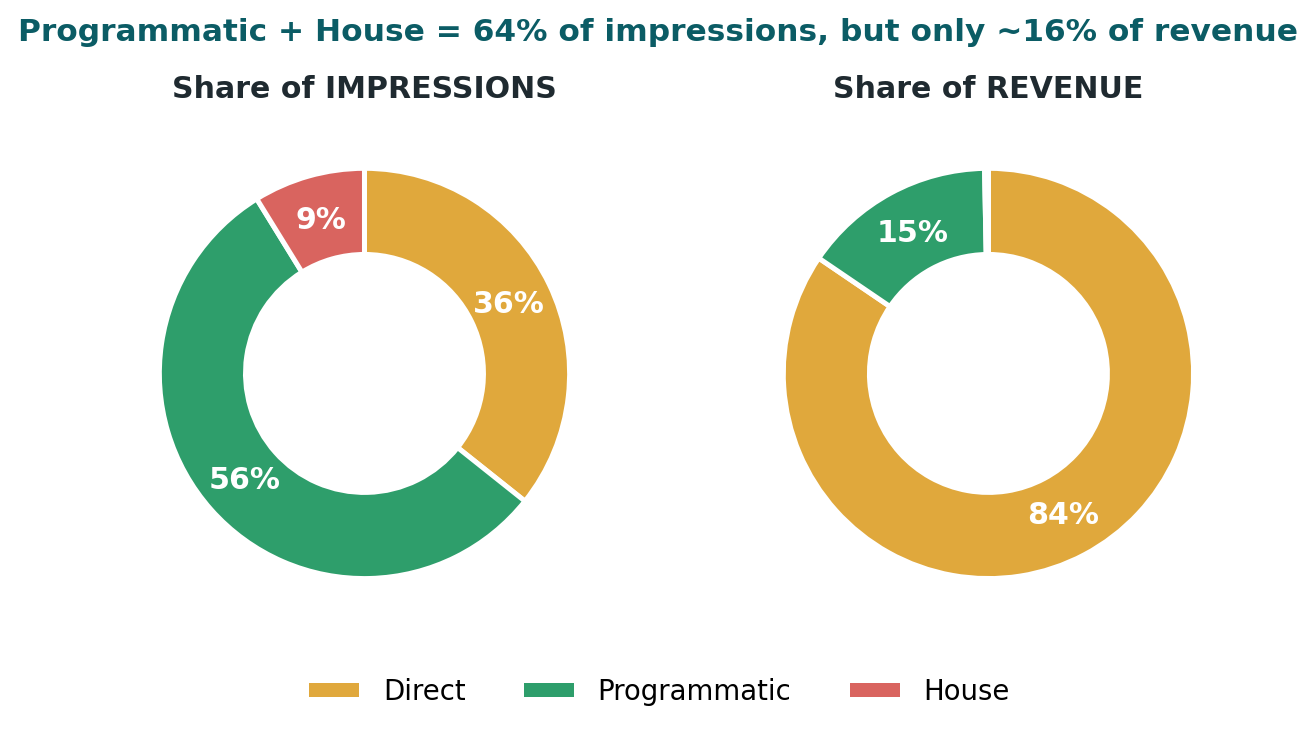 Programmatic + House = 64% of impressions, but only ~16% of revenue
Share of IMPRESSIONS
Share of REVENUE
9%
36%
56%
15%
84%
Direct
Programmatic
House